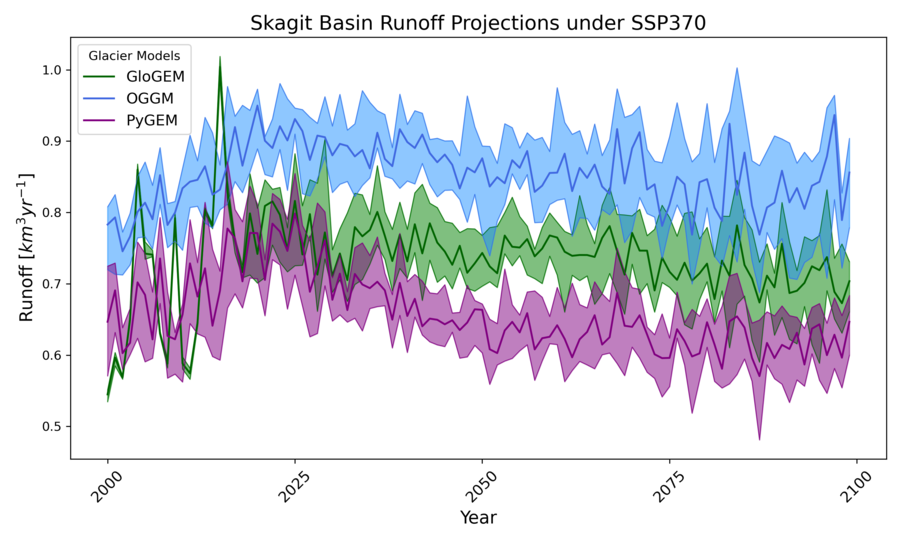 Skagit Basin Runoff Projections under SSP370
Glacier Models
GloGEM
OGGM
PyGEM
Runoff [km³yr⁻¹]
1.0
0.9
0.8
0.7
0.6
0.5
2000
2025
2050
2075
2100
Year